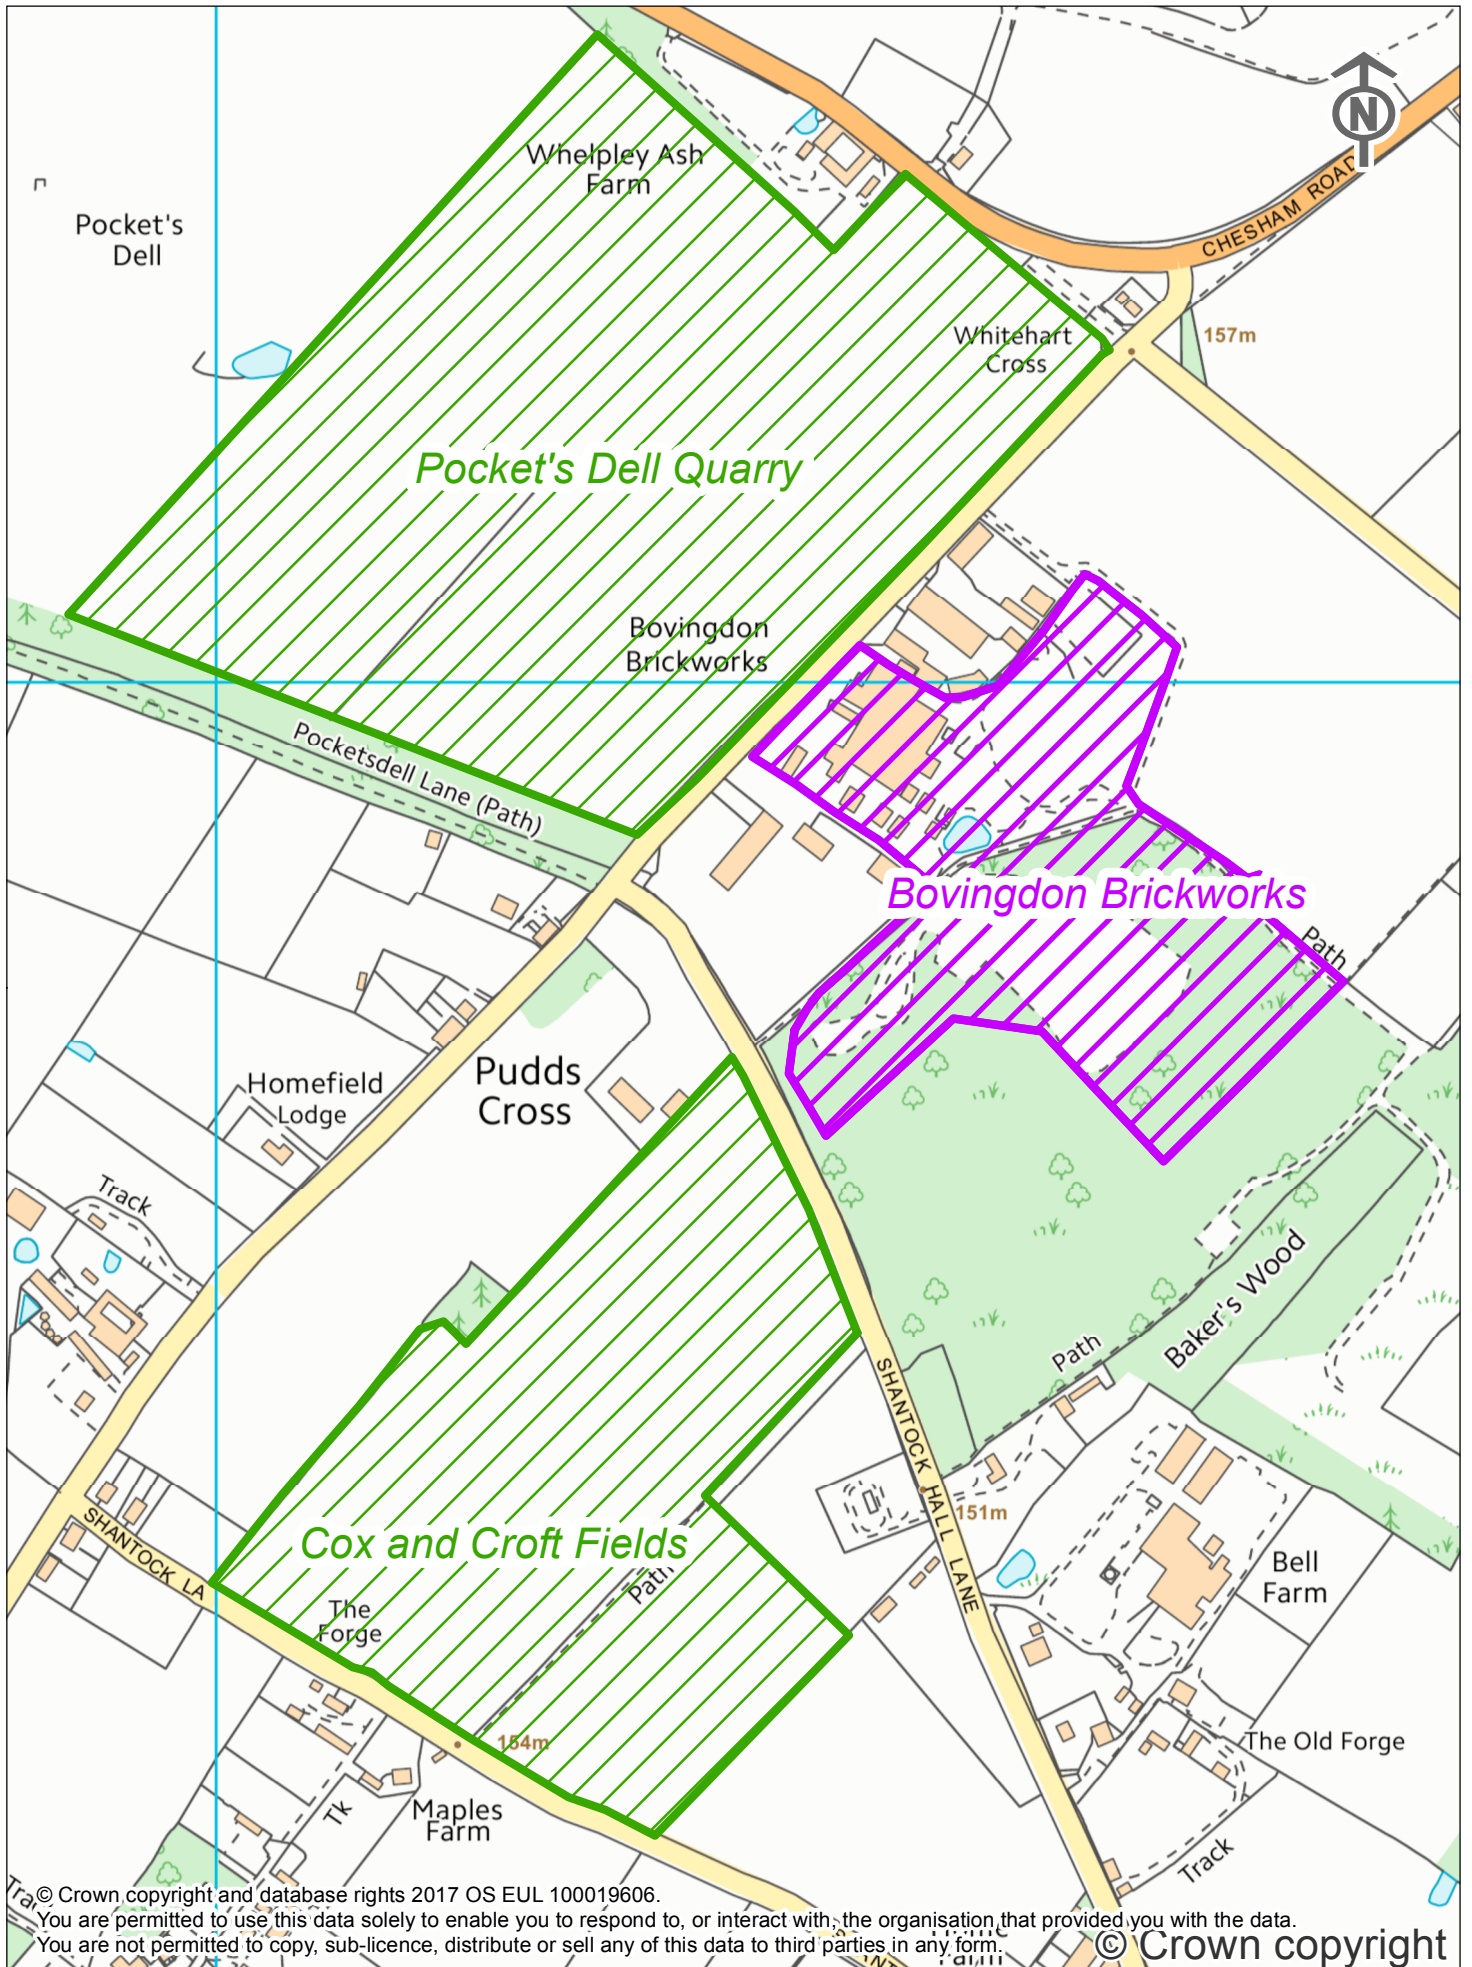 N
Whelpley Ash
Farm
CHESHAM ROAD
Pocket's
Dell
Whitehart
Cross
157m
Pocket's Dell Quarry
Bovingdon
Brickworks
Pocketsdell Lane (Path)
Bovingdon Brickworks
Path
Pudds
Cross
Homefield
Lodge
Track
Baker's Wood
Path
SHANTOCK HALL LANE
151m
SHANTOCK LA
Cox and Croft Fields
Path
The
Forge
Bell
Farm
154m
The Old Forge
Maples
Farm
Tk
Track
© Crown copyright and database rights 2017 OS EUL 100019606.
You are permitted to use this data solely to enable you to respond to, or interact with, the organisation that provided you with the data.
You are not permitted to copy, sub-licence, distribute or sell any of this data to third parties in any form.
Farm
© Crown copyright